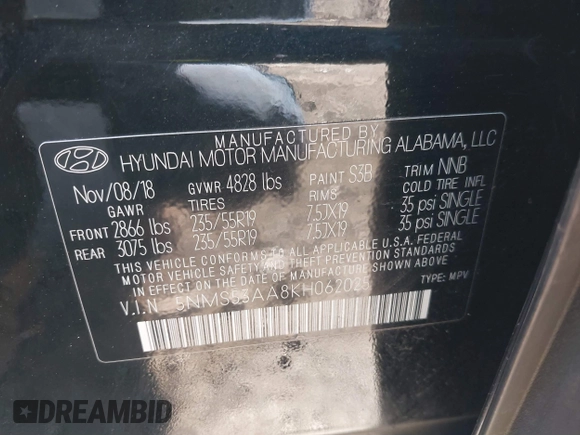 MANUFACTURED BY
HYUNDAI MOTOR MANUFACTURING ALABAMA, LLC
Nov/08/18 GVWR 4828 lbs PAINT S3B TRIM NNB
GAWR TIRES RIMS COLD TIRE INFL
FRONT 2866 lbs 235/55R19 7.5JX19 35 psi SINGLE
REAR 3075 lbs 235/55R19 7.5JX19 35 psi SINGLE
THIS VEHICLE CONFORMS TO ALL APPLICABLE U.S.A. FEDERAL
MOTOR VEHICLE SAFETY AND THEFT PREVENTION STANDARDS
IN EFFECT ON THE DATE OF MANUFACTURE SHOWN ABOVE.
V.I.N TYPE: MPV
DREAMBID